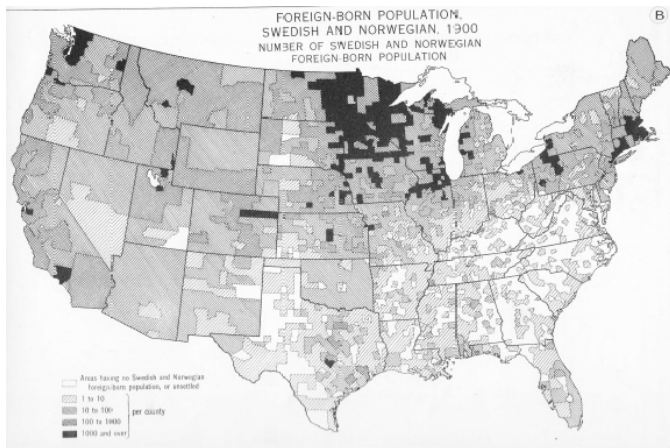 FOREIGN-BORN POPULATION,
SWEDISH AND NORWEGIAN, 1900
NUMBER OF SWEDISH AND NORWEGIAN
FOREIGN-BORN POPULATION
B
Areas having no Swedish and Norwegian
foreign-born population, or unsettled
1 to 10
10 to 100
100 to 1000
1000 and over
per county